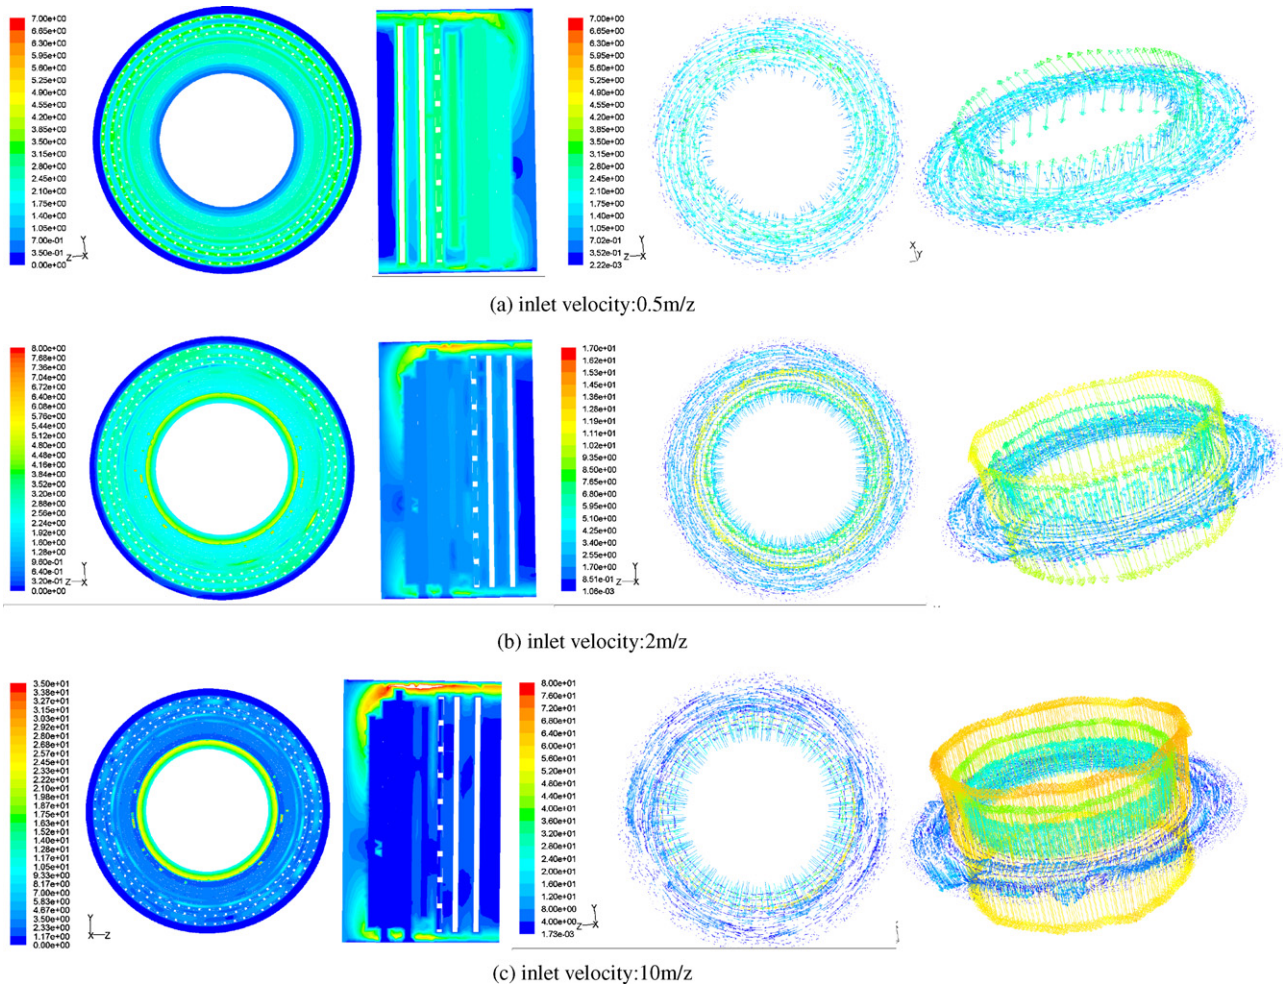 7.00e+00
6.65e+00
5.95e+00
5.60e+00
5.25e+00
4.90e+00
4.55e+00
4.20e+00
3.85e+00
3.50e+00
3.15e+00
2.80e+00
2.45e+00
2.10e+00
1.75e+00
1.40e+00
1.05e+00
7.00e-01
3.50e-01
0.00e+00
Y
Z X
7.00e+00
6.65e+00
5.95e+00
5.60e+00
5.25e+00
4.90e+00
4.55e+00
4.20e+00
3.85e+00
3.50e+00
3.15e+00
2.80e+00
2.45e+00
2.10e+00
1.75e+00
1.40e+00
1.05e+00
7.02e-01
3.52e-01
2.22e-03
Y
Z X
X
Y
(a) inlet velocity:0.5m/z
8.00e+00
7.68e+00
7.36e+00
7.04e+00
6.72e+00
6.40e+00
6.08e+00
5.76e+00
5.44e+00
5.12e+00
4.80e+00
4.48e+00
4.16e+00
3.84e+00
3.52e+00
3.20e+00
2.88e+00
2.56e+00
2.24e+00
1.92e+00
1.60e+00
1.28e+00
9.60e-01
6.40e-01
3.20e-01
0.00e+00
Y
Z X
1.70e+01
1.62e+01
1.53e+01
1.45e+01
1.36e+01
1.28e+01
1.19e+01
1.11e+01
1.02e+01
9.35e+00
8.50e+00
7.65e+00
6.80e+00
5.95e+00
5.10e+00
4.25e+00
3.40e+00
2.55e+00
1.70e+00
8.51e-01
1.06e-03
Y
Z X
(b) inlet velocity:2m/z
3.50e+01
3.38e+01
3.27e+01
3.15e+01
3.03e+01
2.92e+01
2.80e+01
2.68e+01
2.57e+01
2.45e+01
2.33e+01
2.22e+01
2.10e+01
1.98e+01
1.87e+01
1.75e+01
1.63e+01
1.52e+01
1.40e+01
1.28e+01
1.17e+01
1.05e+01
9.33e+00
8.17e+00
7.00e+00
5.83e+00
4.67e+00
3.50e+00
2.33e+00
1.17e+00
0.00e+00
Y
X Z
8.00e+01
7.60e+01
7.20e+01
6.80e+01
6.40e+01
6.00e+01
5.60e+01
5.20e+01
4.80e+01
4.40e+01
4.00e+01
3.60e+01
3.20e+01
2.80e+01
2.40e+01
2.00e+01
1.60e+01
1.20e+01
8.00e+00
4.00e+00
1.73e-03
Y
Z X
(c) inlet velocity:10m/z